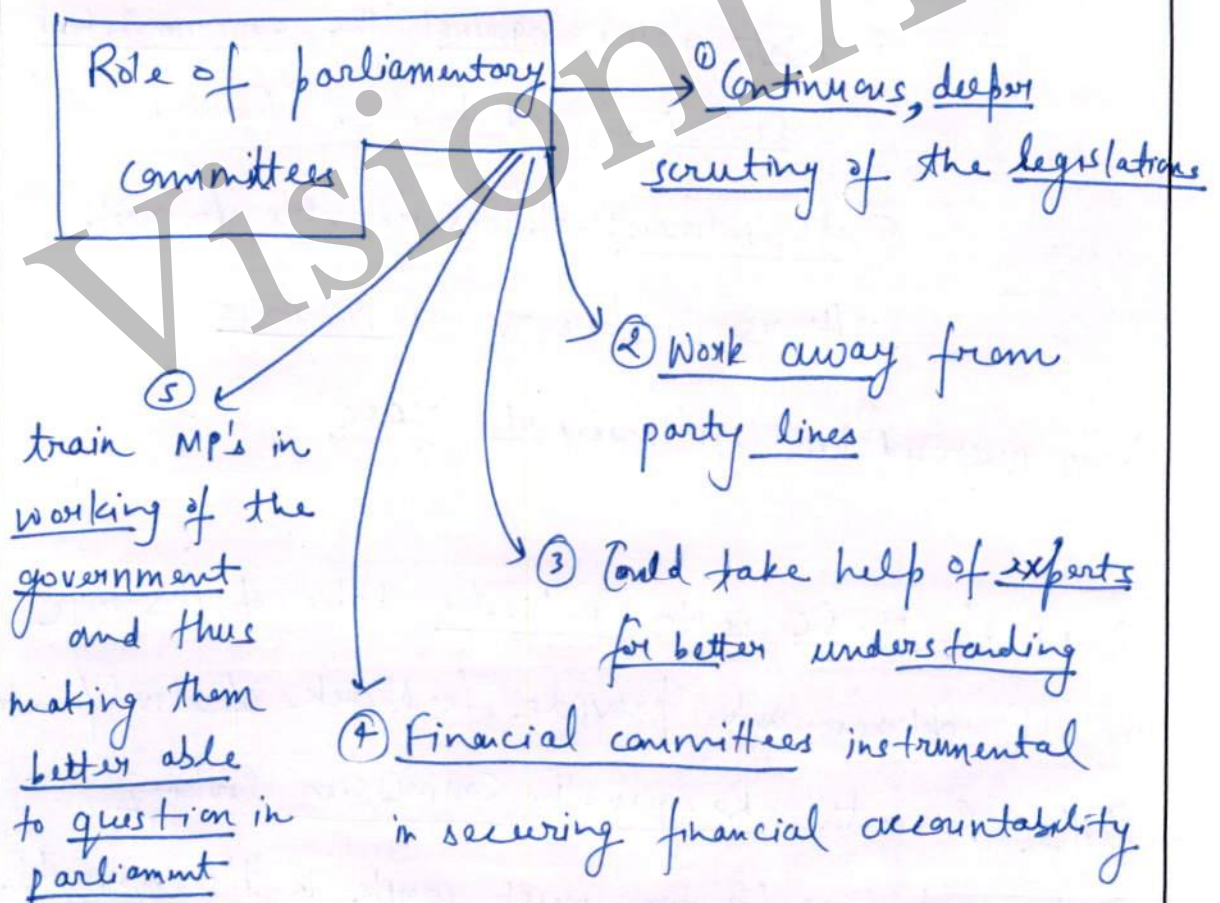 Role of parliamentary
committees
① Continuous, deeper
scrutiny of the legislations
② Work away from
party lines
③ Could take help of experts
for better understanding
④ Financial committees instrumental
in securing financial accountability
⑤
train MP's in
working of the
government
and thus
making them
better able
to question in
parliament
VisionI